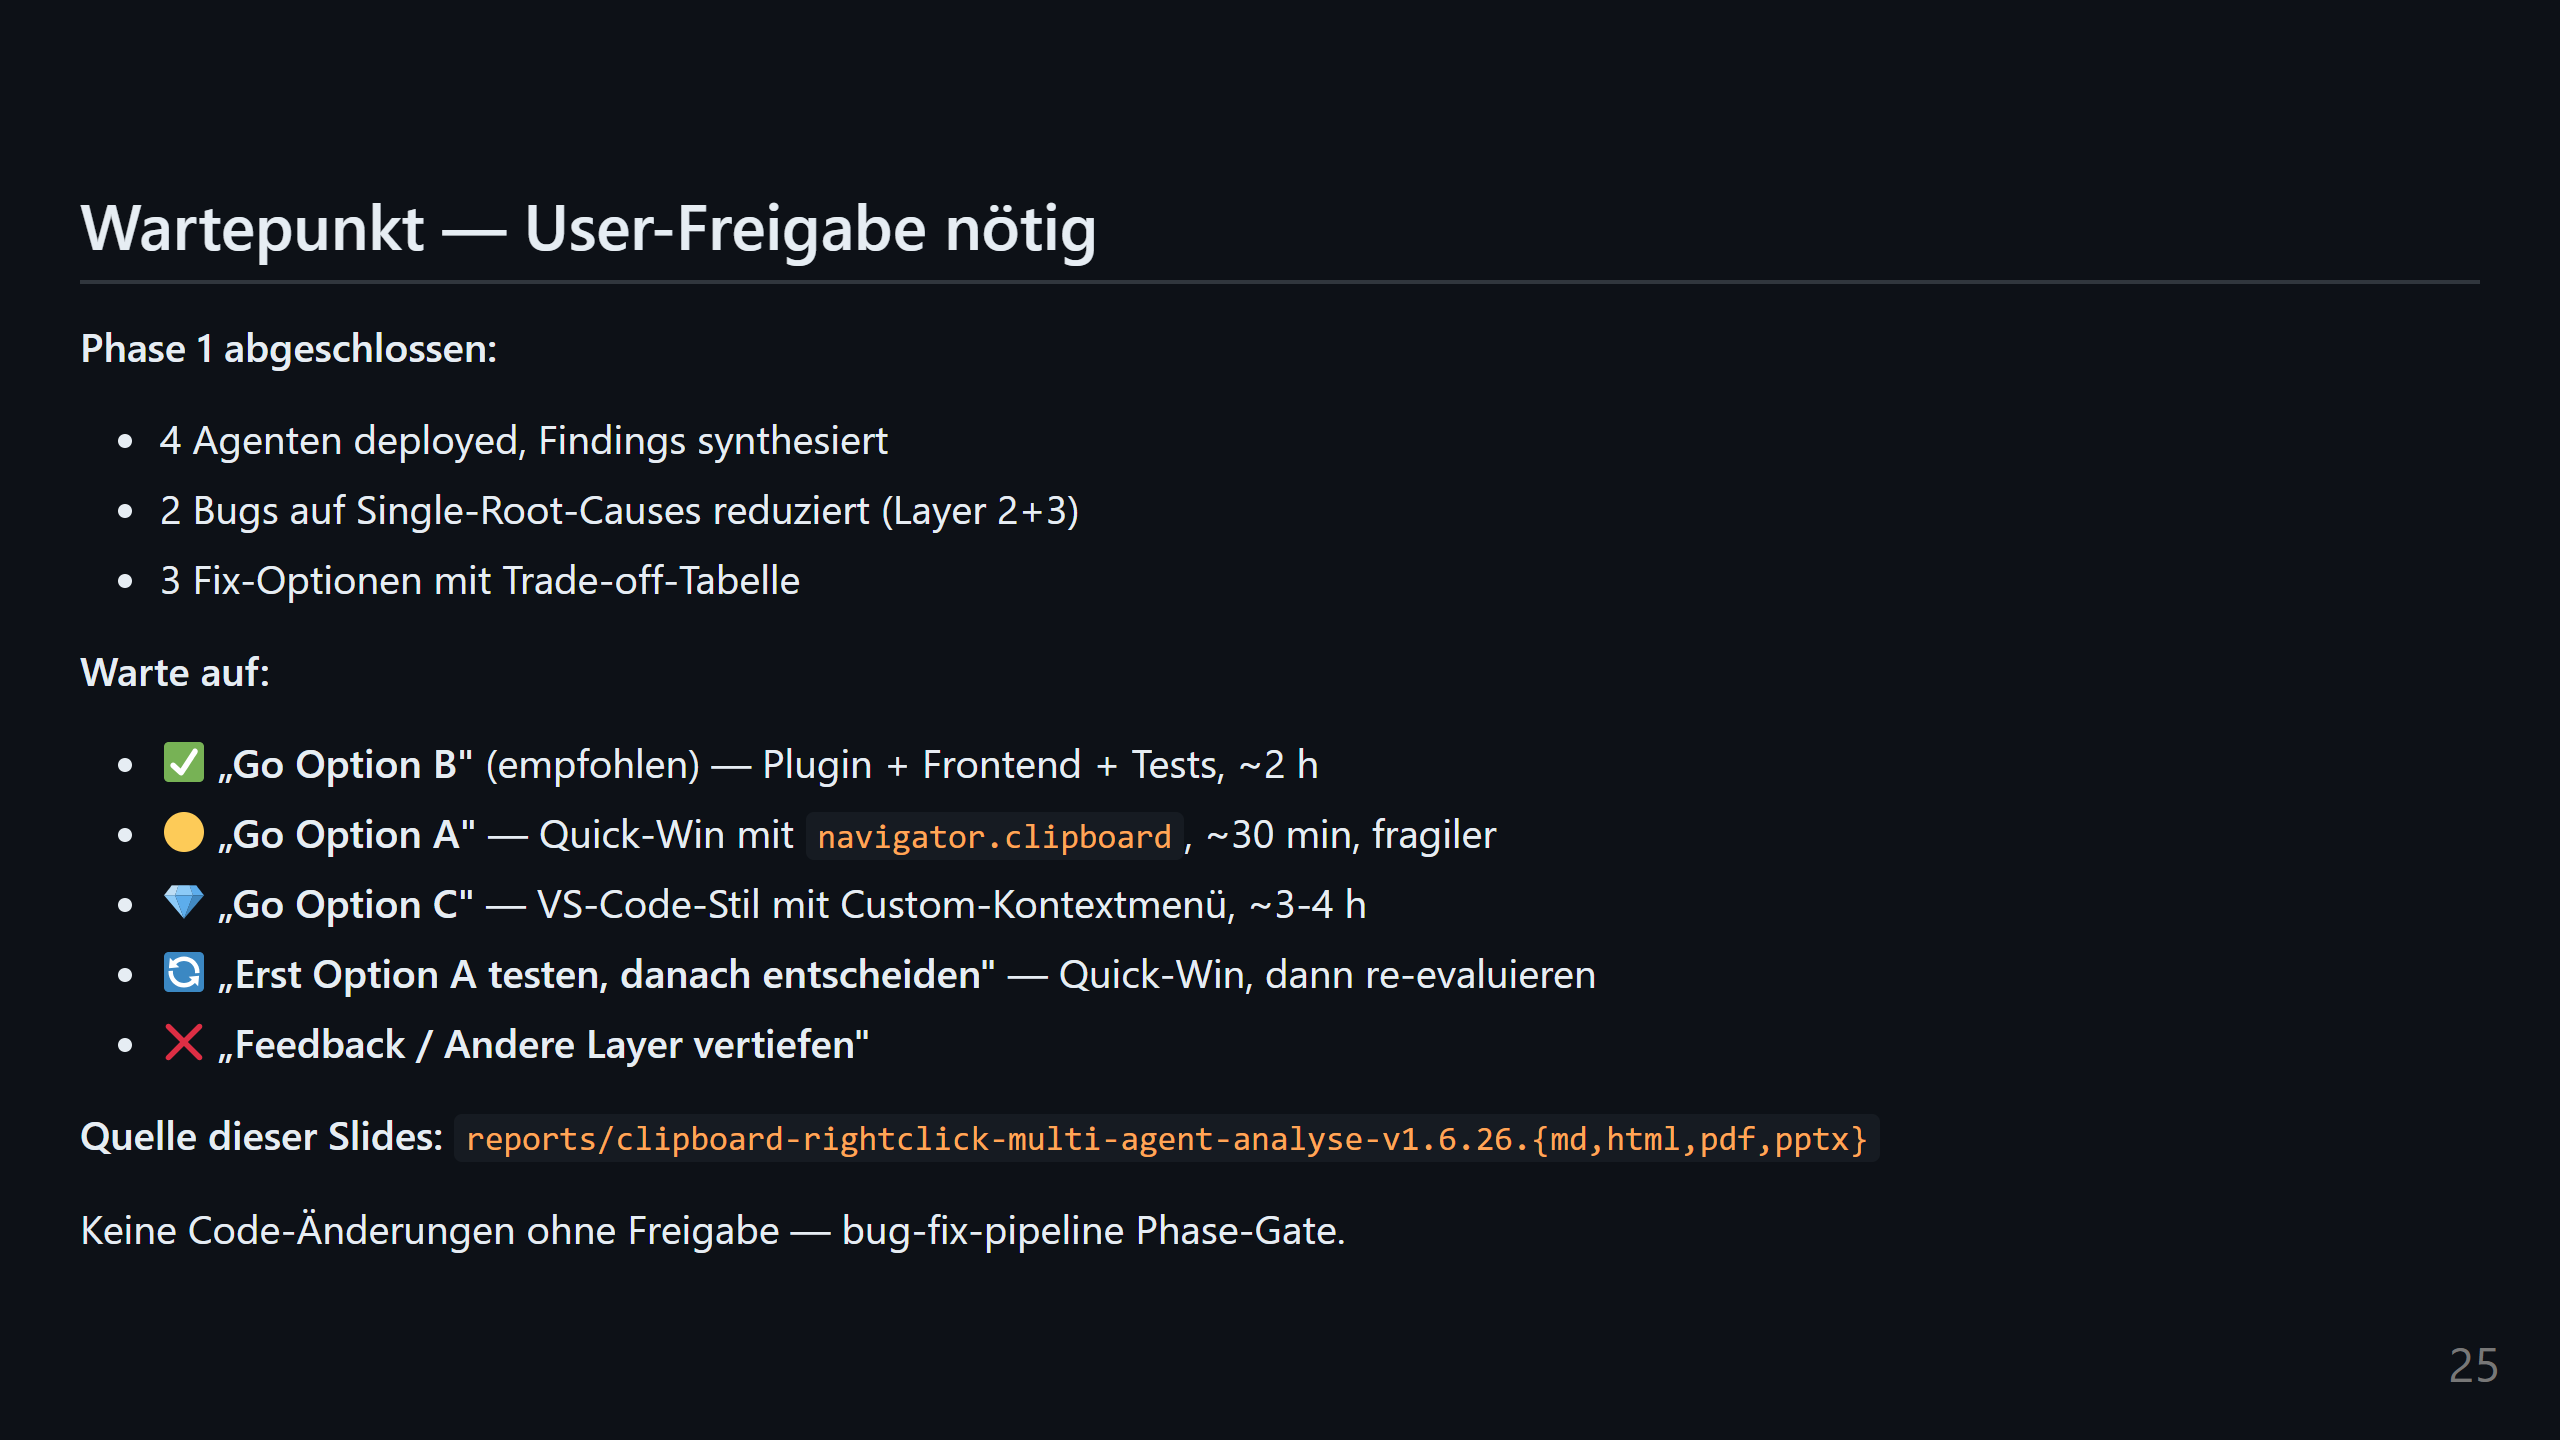 Wartepunkt — User-Freigabe nötig
Phase 1 abgeschlossen:
• 4 Agenten deployed, Findings synthesiert
• 2 Bugs auf Single-Root-Causes reduziert (Layer 2+3)
• 3 Fix-Optionen mit Trade-off-Tabelle
Warte auf:
• ✅ „Go Option B" (empfohlen) — Plugin + Frontend + Tests, ~2 h
• 🟡 „Go Option A" — Quick-Win mit navigator.clipboard, ~30 min, fragiler
• 💎 „Go Option C" — VS-Code-Stil mit Custom-Kontextmenü, ~3-4 h
• 🔄 „Erst Option A testen, danach entscheiden" — Quick-Win, dann re-evaluieren
• ❌ „Feedback / Andere Layer vertiefen"
Quelle dieser Slides: reports/clipboard-rightclick-multi-agent-analyse-v1.6.26.{md,html,pdf,pptx}
Keine Code-Änderungen ohne Freigabe — bug-fix-pipeline Phase-Gate.
25